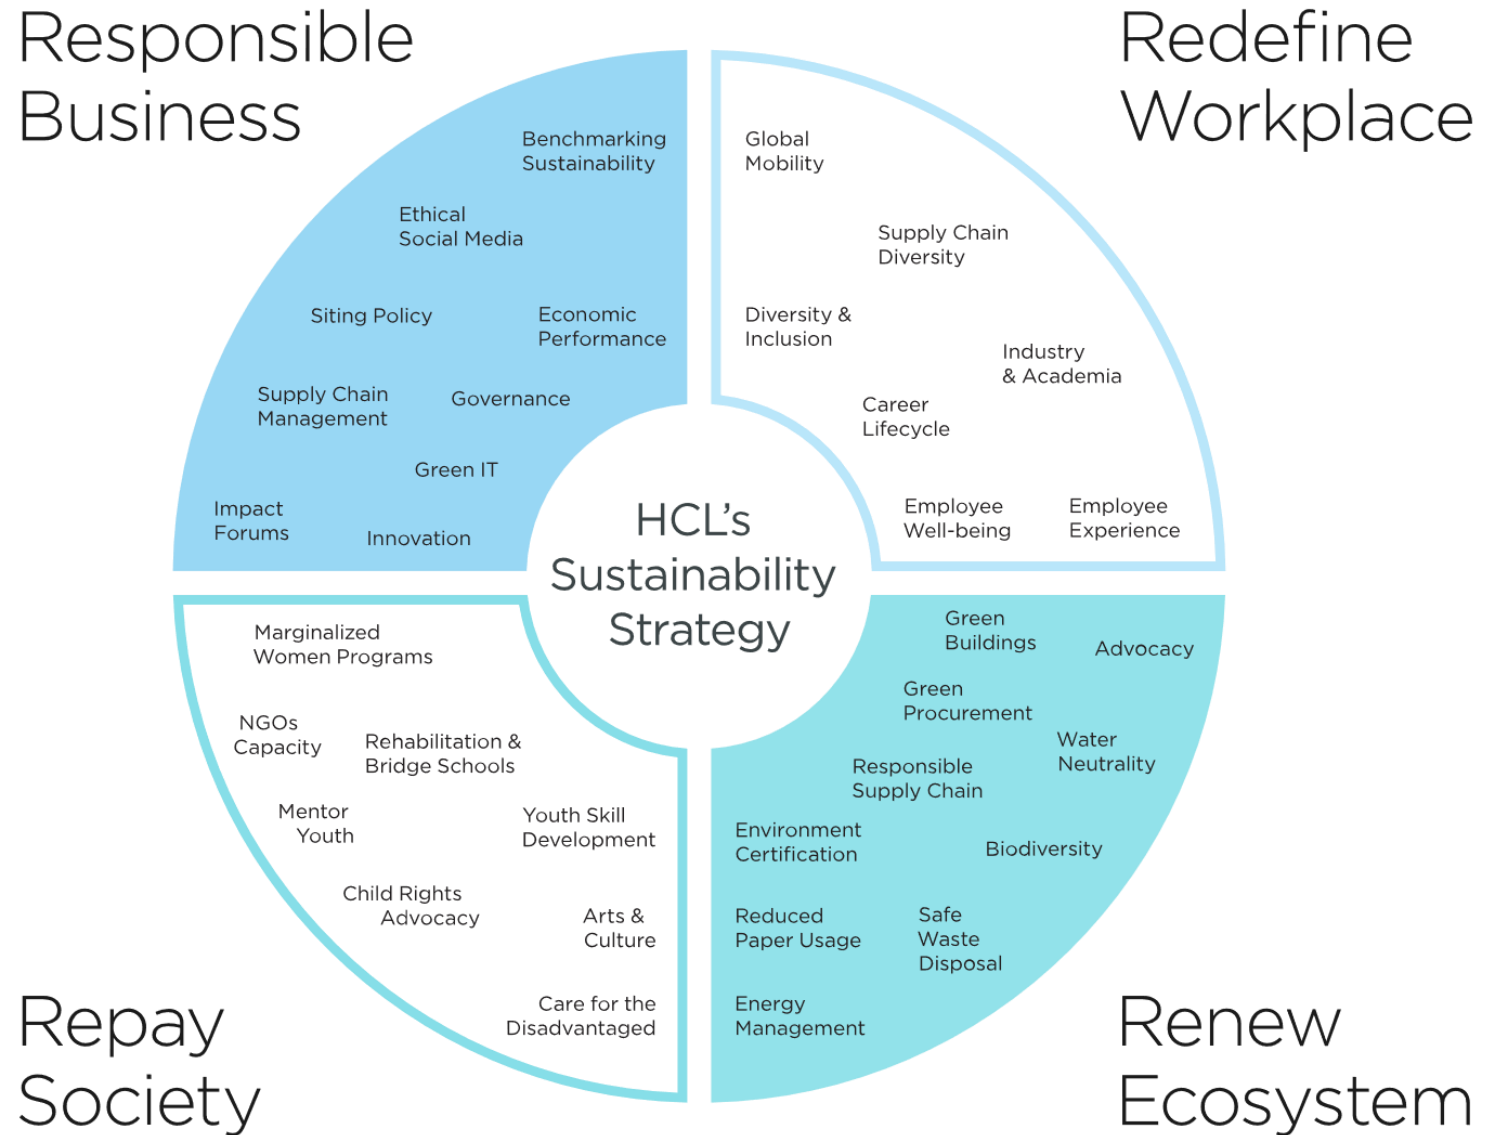 Responsible
Business
Benchmarking
Sustainability
Ethical
Social Media
Siting Policy
Economic
Performance
Supply Chain
Management
Governance
Green IT
Impact
Forums
Innovation
Redefine
Workplace
Global
Mobility
Supply Chain
Diversity
Diversity &
Inclusion
Industry
& Academia
Career
Lifecycle
Employee
Well-being
Employee
Experience
HCL’s
Sustainability
Strategy
Marginalized
Women Programs
NGOs
Capacity
Rehabilitation &
Bridge Schools
Mentor
Youth
Youth Skill
Development
Child Rights
Advocacy
Arts &
Culture
Care for the
Disadvantaged
Repay
Society
Green
Buildings
Advocacy
Green
Procurement
Water
Neutrality
Responsible
Supply Chain
Environment
Certification
Biodiversity
Reduced
Paper Usage
Safe
Waste
Disposal
Energy
Management
Renew
Ecosystem